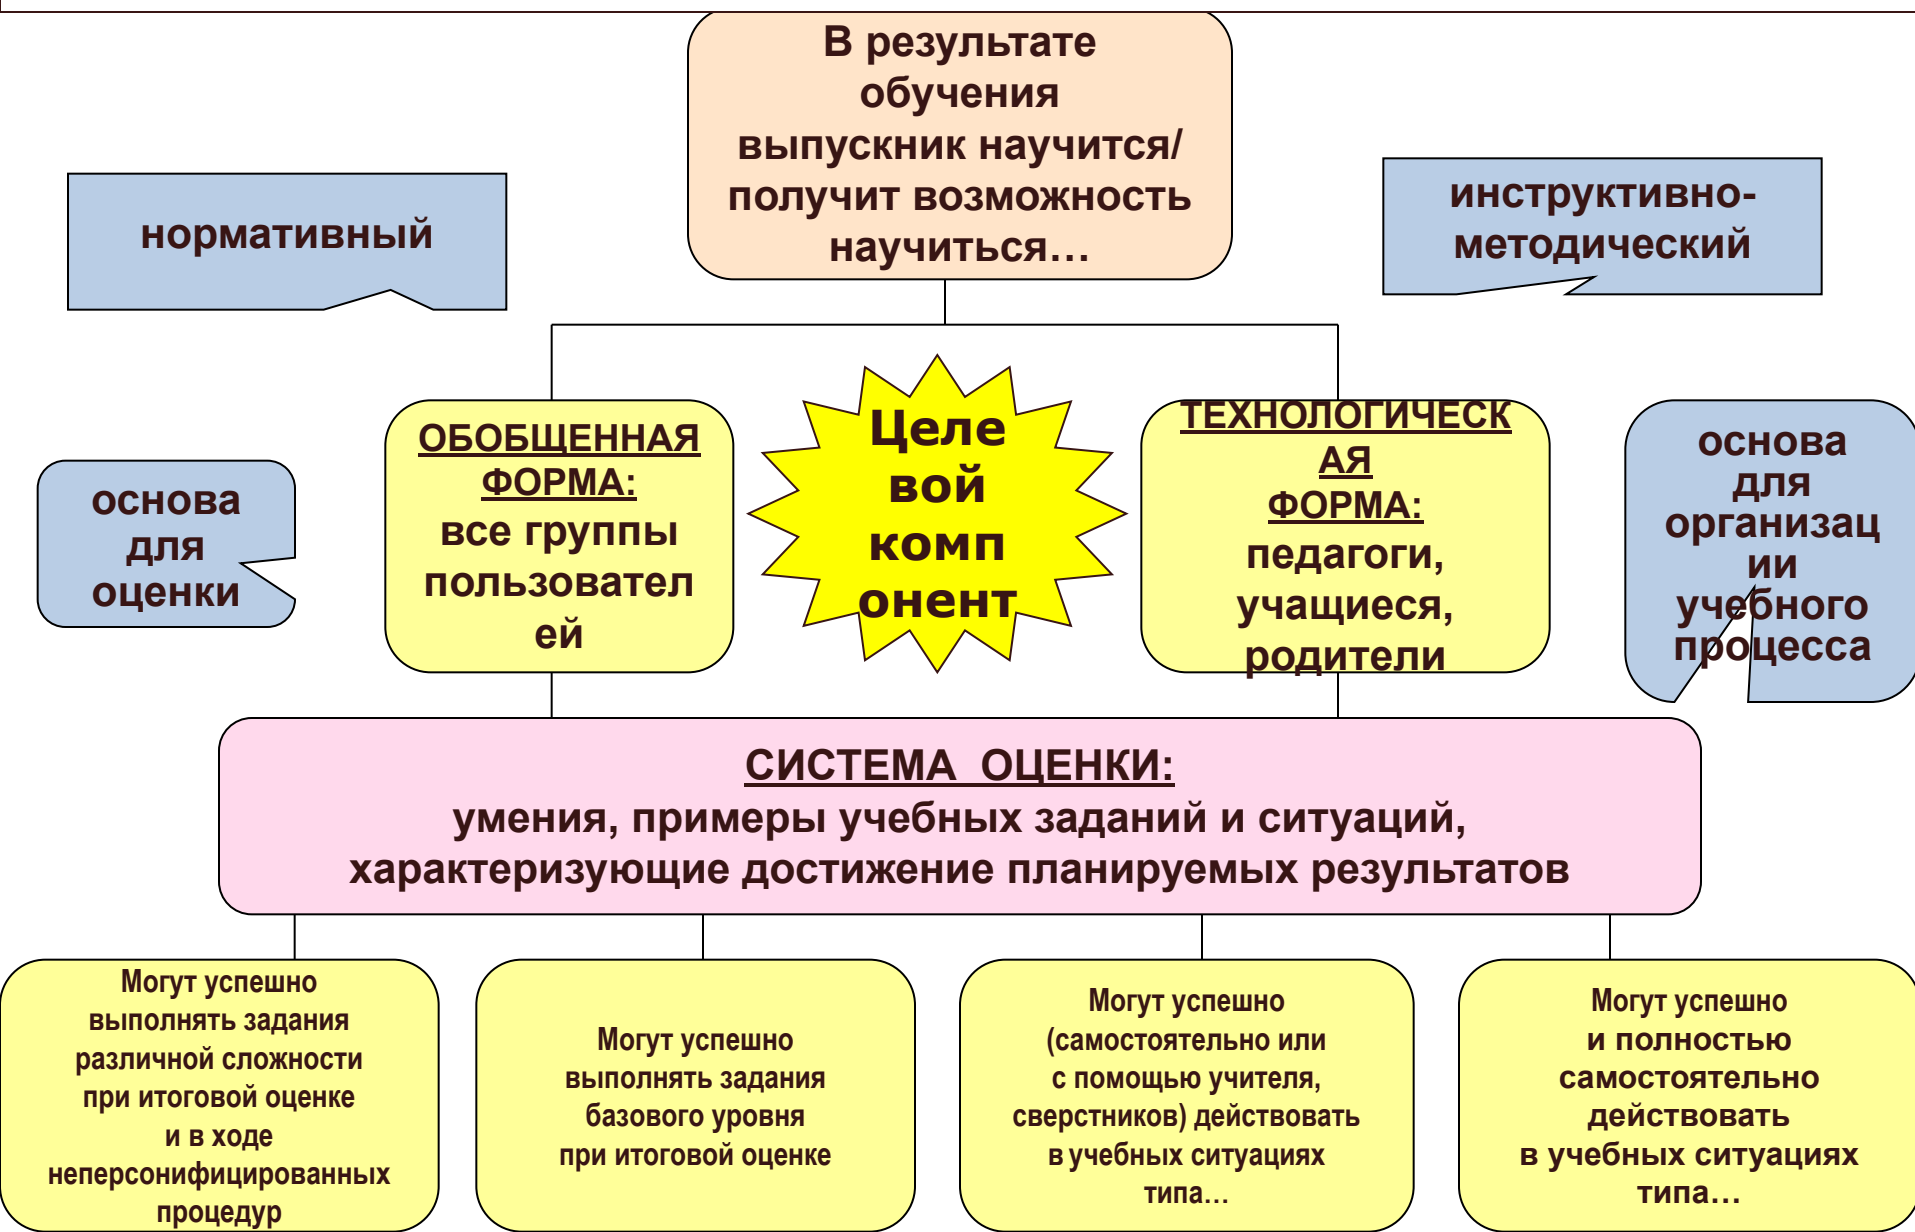 В результате
обучения
выпускник научится/
получит возможность
научиться…
нормативный
инструктивно-
методический
ОБОБЩЕННАЯ
ФОРМА:
все группы
пользовател
ей
Целе
вой
комп
онент
ТЕХНОЛОГИЧЕСК
АЯ
ФОРМА:
педагоги,
учащиеся,
родители
основа
для
оценки
основа
для
организац
ии
учебного
процесса
СИСТЕМА ОЦЕНКИ:
умения, примеры учебных заданий и ситуаций,
характеризующие достижение планируемых результатов
Могут успешно
выполнять задания
различной сложности
при итоговой оценке
и в ходе
неперсонифицированных
процедур
Могут успешно
выполнять задания
базового уровня
при итоговой оценке
Могут успешно
(самостоятельно или
с помощью учителя,
сверстников) действовать
в учебных ситуациях
типа…
Могут успешно
и полностью
самостоятельно
действовать
в учебных ситуациях
типа…